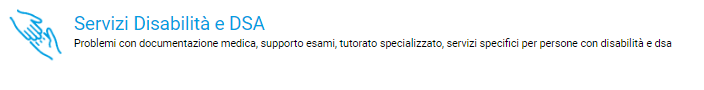 Servizi Disabilità e DSA
Problemi con documentazione medica, supporto esami, tutorato specializzato, servizi specifici per persone con disabilità e dsa